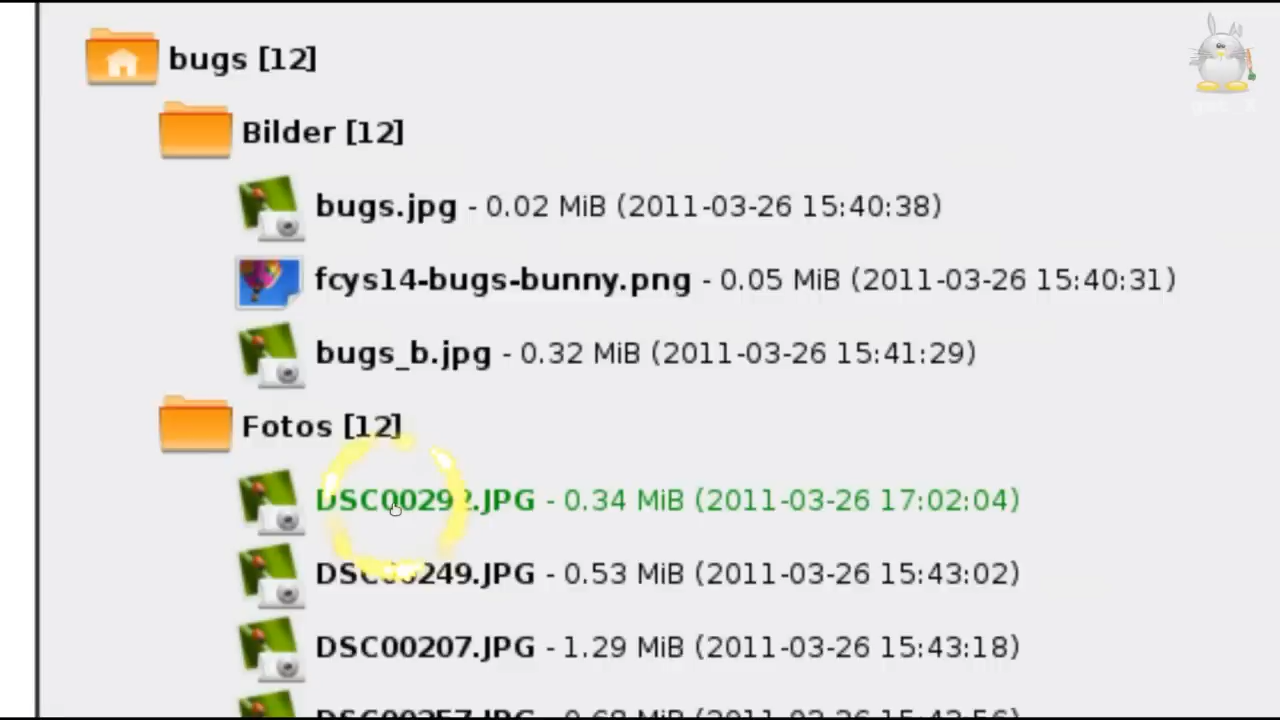 bugs [12]
Bilder [12]
bugs.jpg - 0.02 MiB (2011-03-26 15:40:38)
fcys14-bugs-bunny.png - 0.05 MiB (2011-03-26 15:40:31)
bugs_b.jpg - 0.32 MiB (2011-03-26 15:41:29)
Fotos [12]
DSC00292.JPG - 0.34 MiB (2011-03-26 17:02:04)
DSC00249.JPG - 0.53 MiB (2011-03-26 15:43:02)
DSC00207.JPG - 1.29 MiB (2011-03-26 15:43:18)